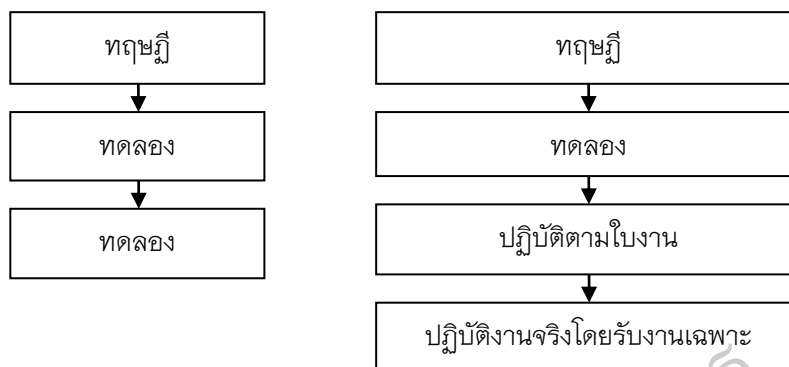 ทฤษฎี
ทดลอง
ทดลอง
ทฤษฎี
ทดลอง
ปฏิบัติตามใบงาน
ปฏิบัติงานจริงโดยรับงานเฉพาะ